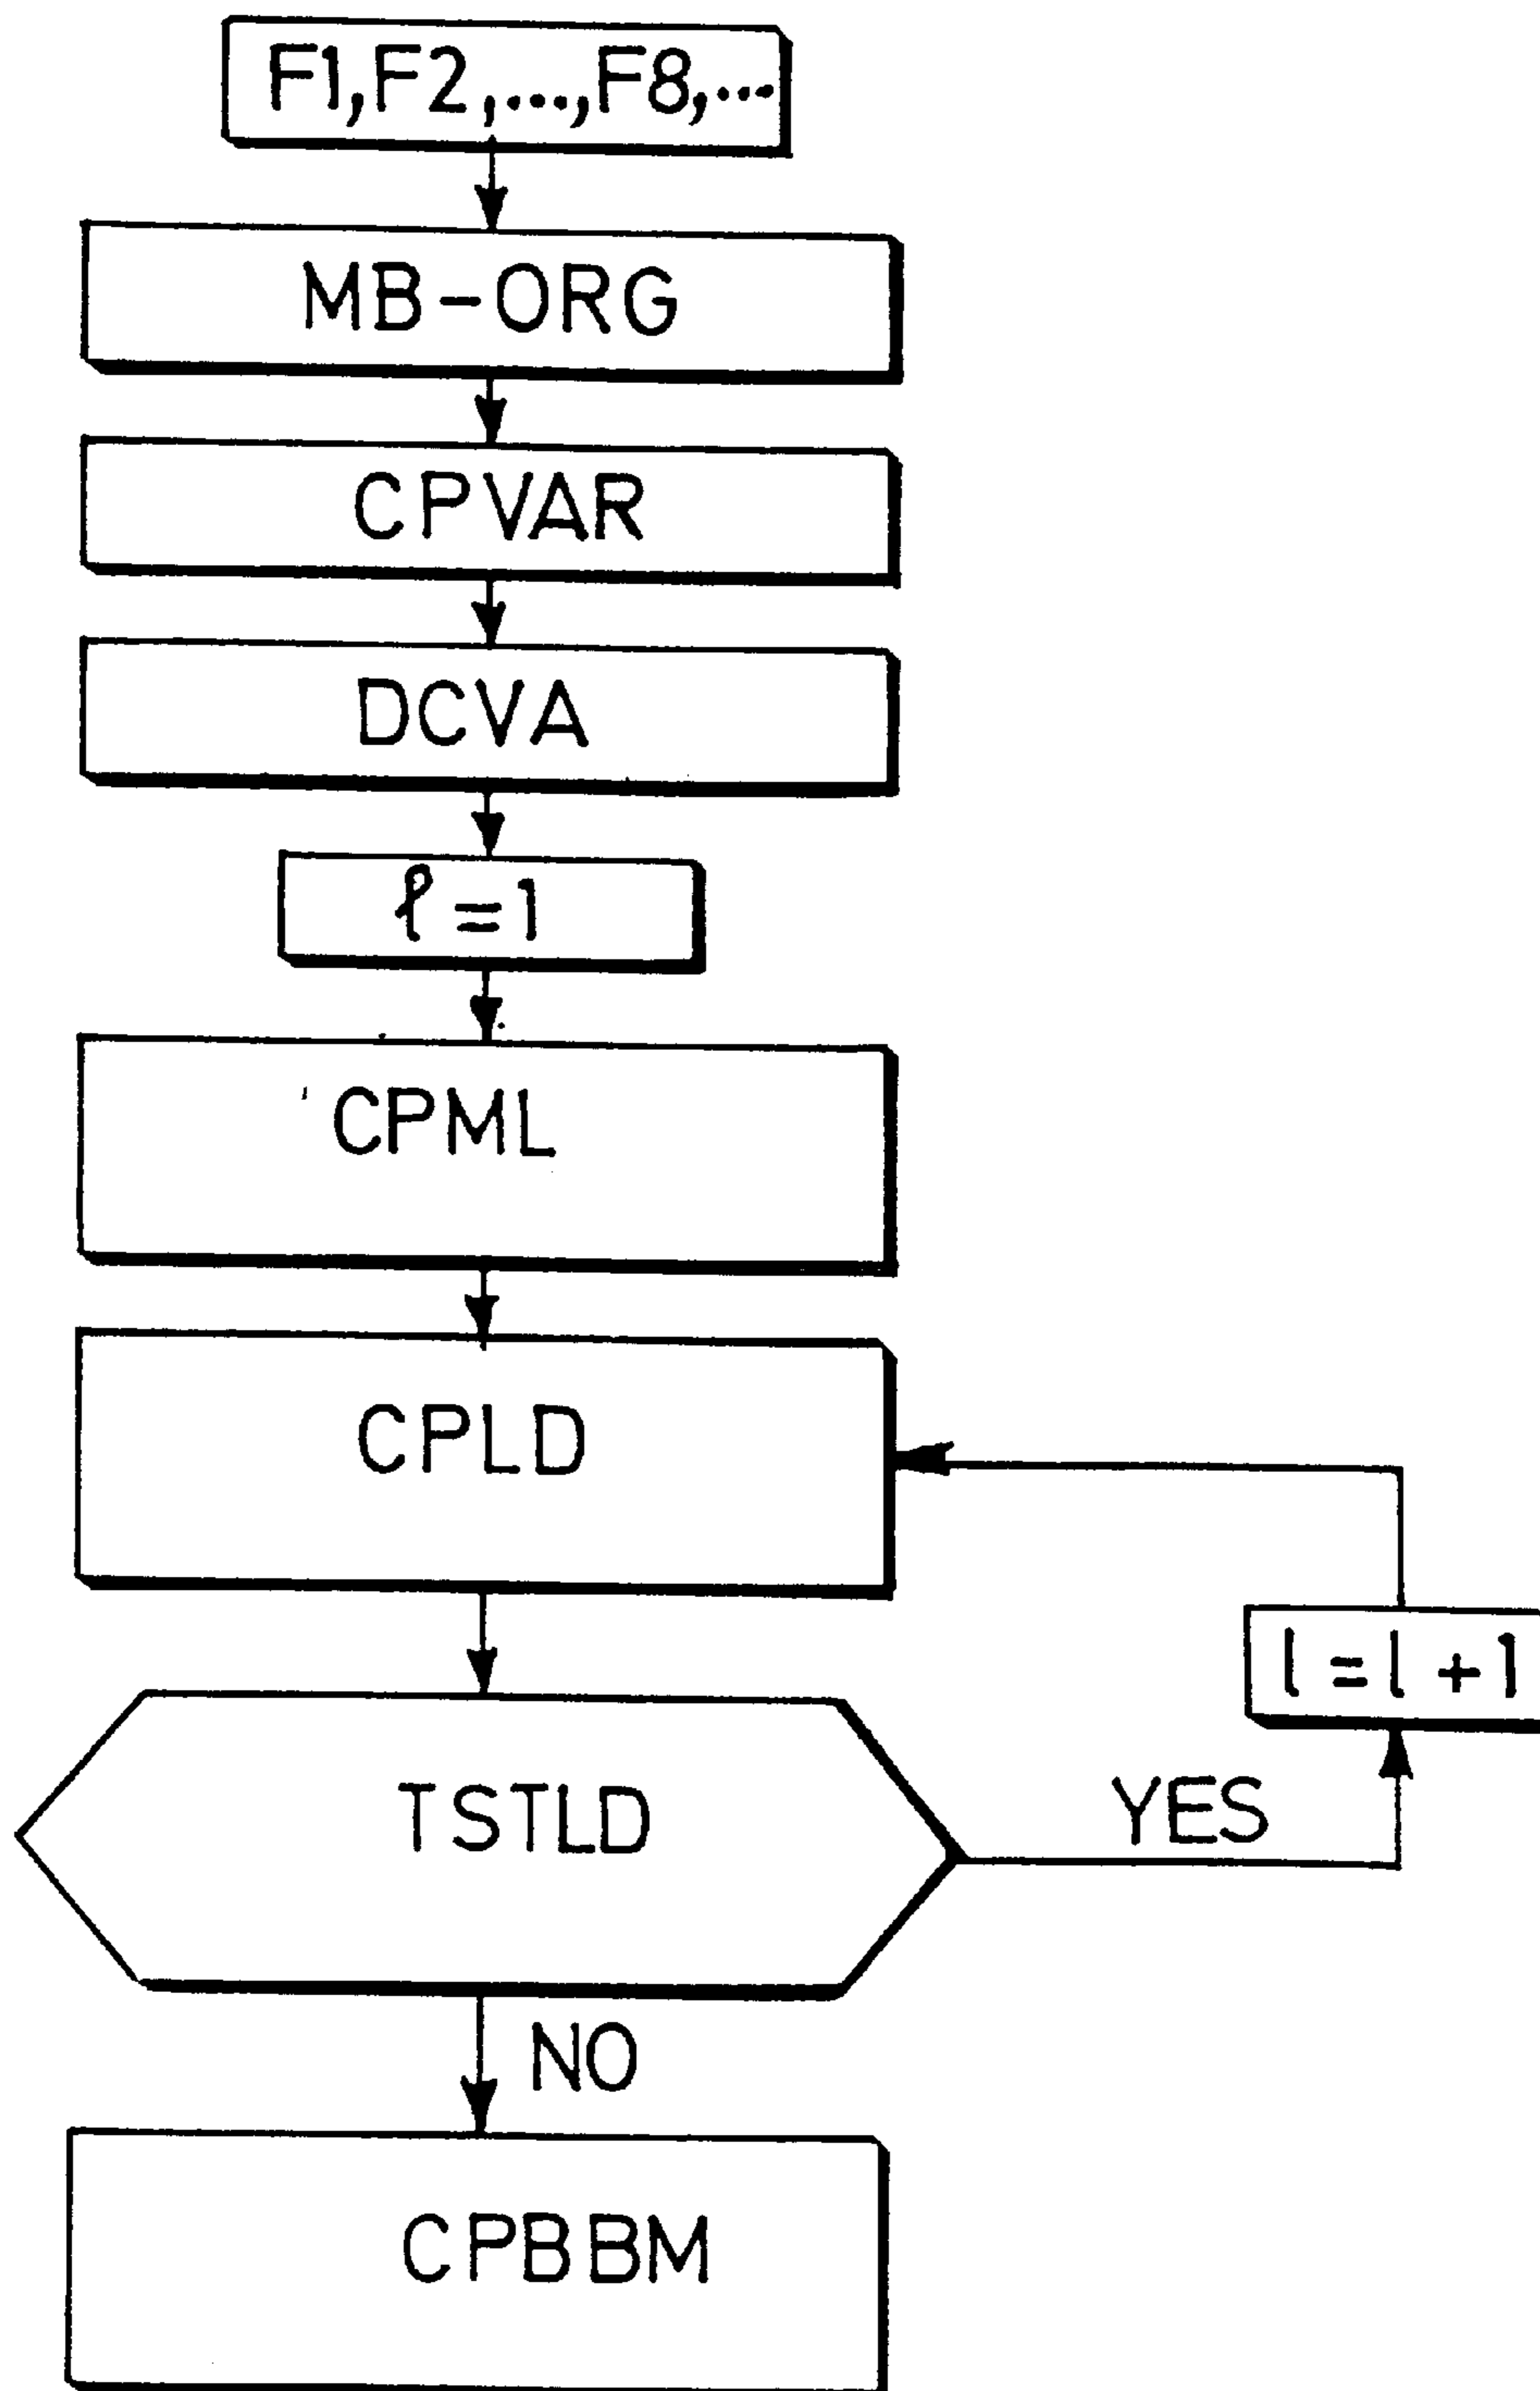 F1,F2,...,F8,...
MB-ORG
CPVAR
DCVA
ℓ=1
CPML
CPLD
l=l+1
TSTLD
YES
NO
CPBBM